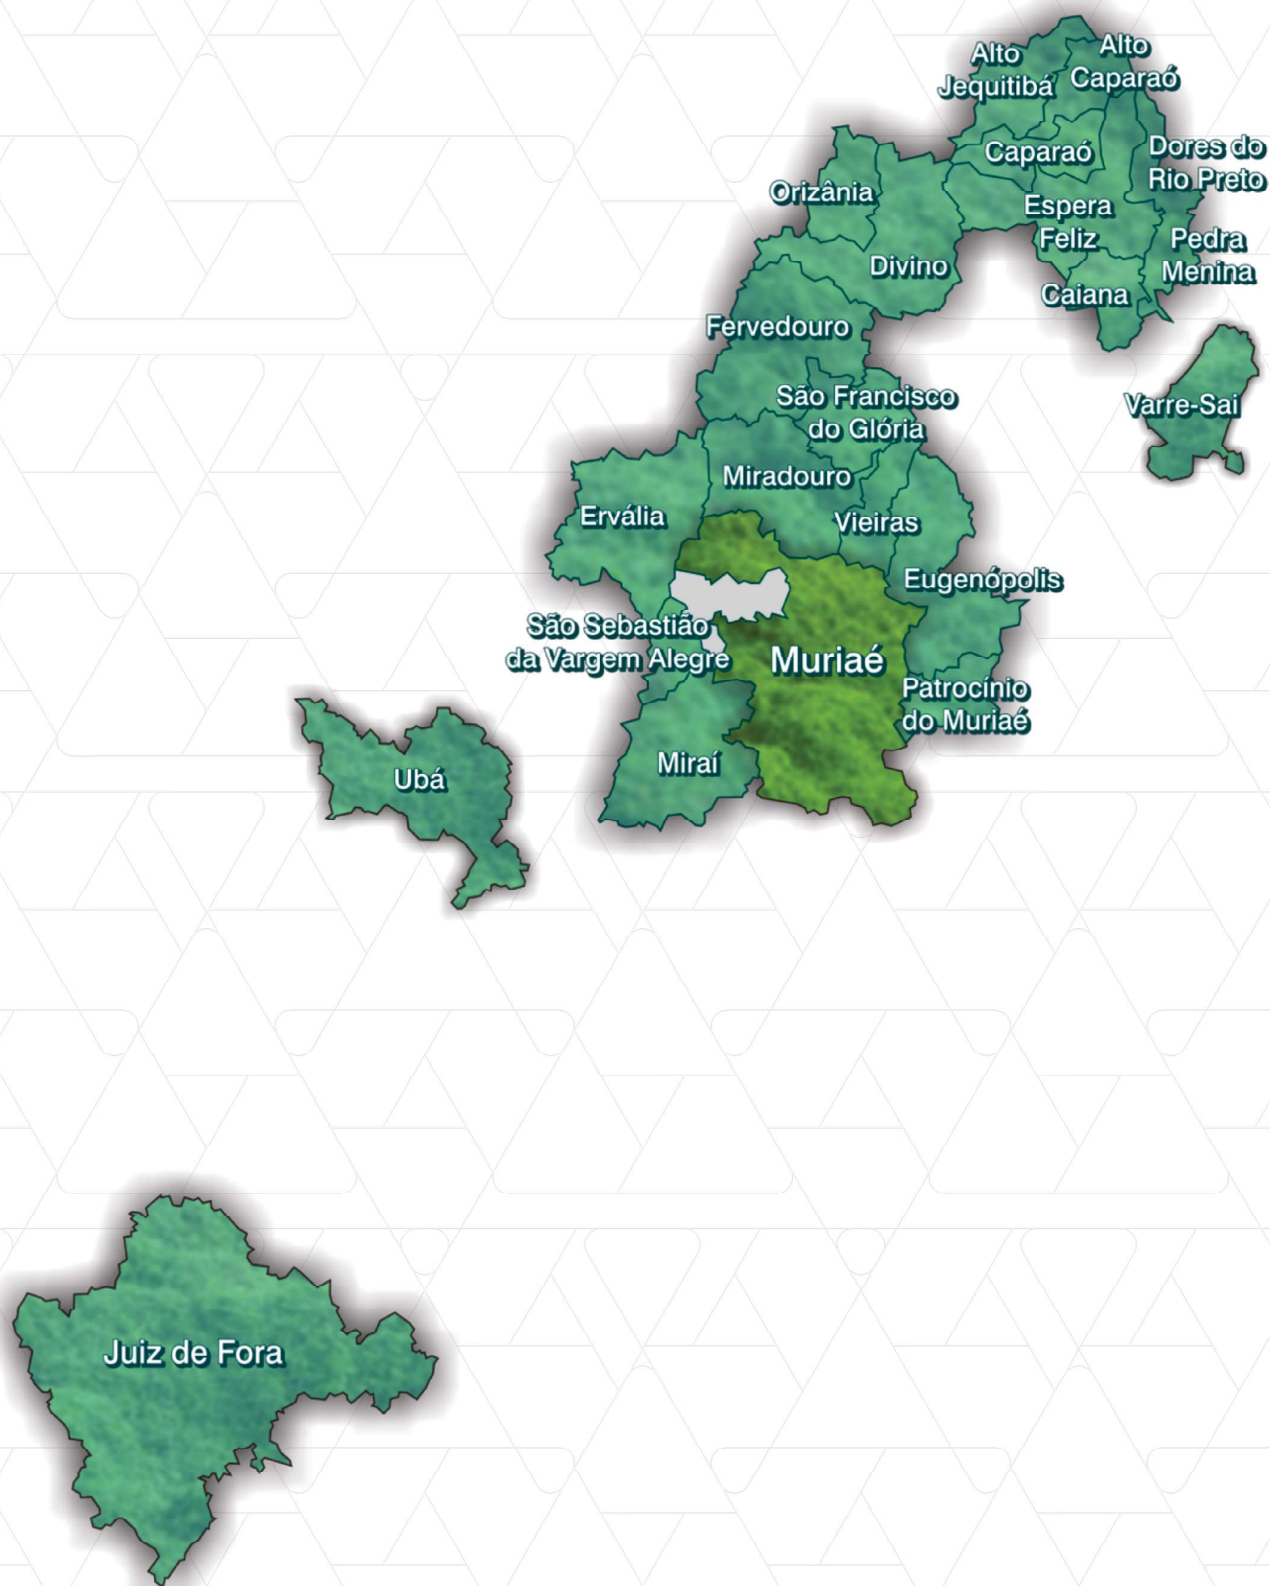 Alto
Jequitibá
Alto
Caparaó
Caparaó
Dores do
Rio Preto
Orizânia
Espera
Feliz
Pedra
Menina
Divino
Caiana
Fervedouro
São Francisco
do Glória
Varre-Sai
Miradouro
Ervália
Vieiras
Eugenópolis
São Sebastião
da Vargem Alegre
Muriaé
Patrocínio
do Muriaé
Miraí
Ubá
Juiz de Fora